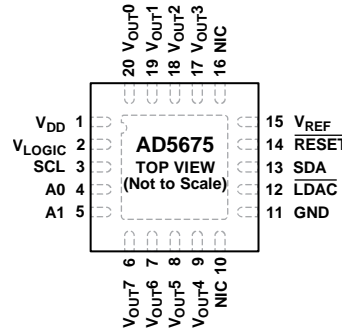 20 VOUT0
19 VOUT1
18 VOUT2
17 VOUT3
16 NIC
VDD 1
VLOGIC 2
SCL 3
A0 4
A1 5
AD5675
TOP VIEW
(Not to Scale)
15 VREF
14 RESET
13 SDA
12 LDAC
11 GND
VOUT7 6
VOUT6 7
VOUT5 8
VOUT4 9
NIC 10